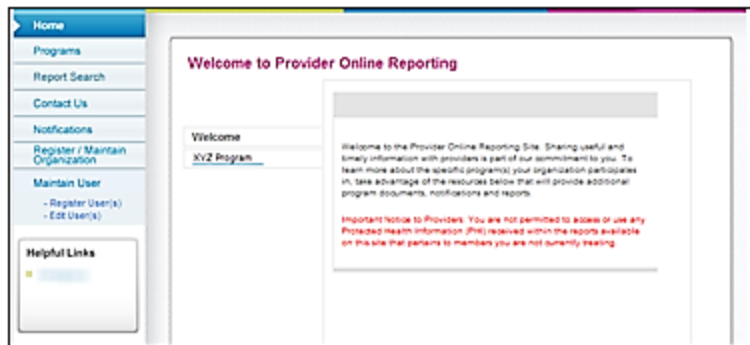 Home
Programs
Report Search
Contact Us
Notifications
Register / Maintain
Organization
Maintain User
- Register User(s)
- Edit User(s)
Helpful Links
Welcome to Provider Online Reporting
Welcome
XYZ Program
Welcome to the Provider Online Reporting Site. Sharing useful and
timely information with providers is part of our commitment to you. To
learn more about the specific program(s) your organization participates
in, take advantage of the resources below that will provide additional
program documents, notifications and reports.
Important Notice to Providers: You are not permitted to access or use any
Protected Health Information (PHI) received within the reports available
on this site that pertains to members you are not currently treating.